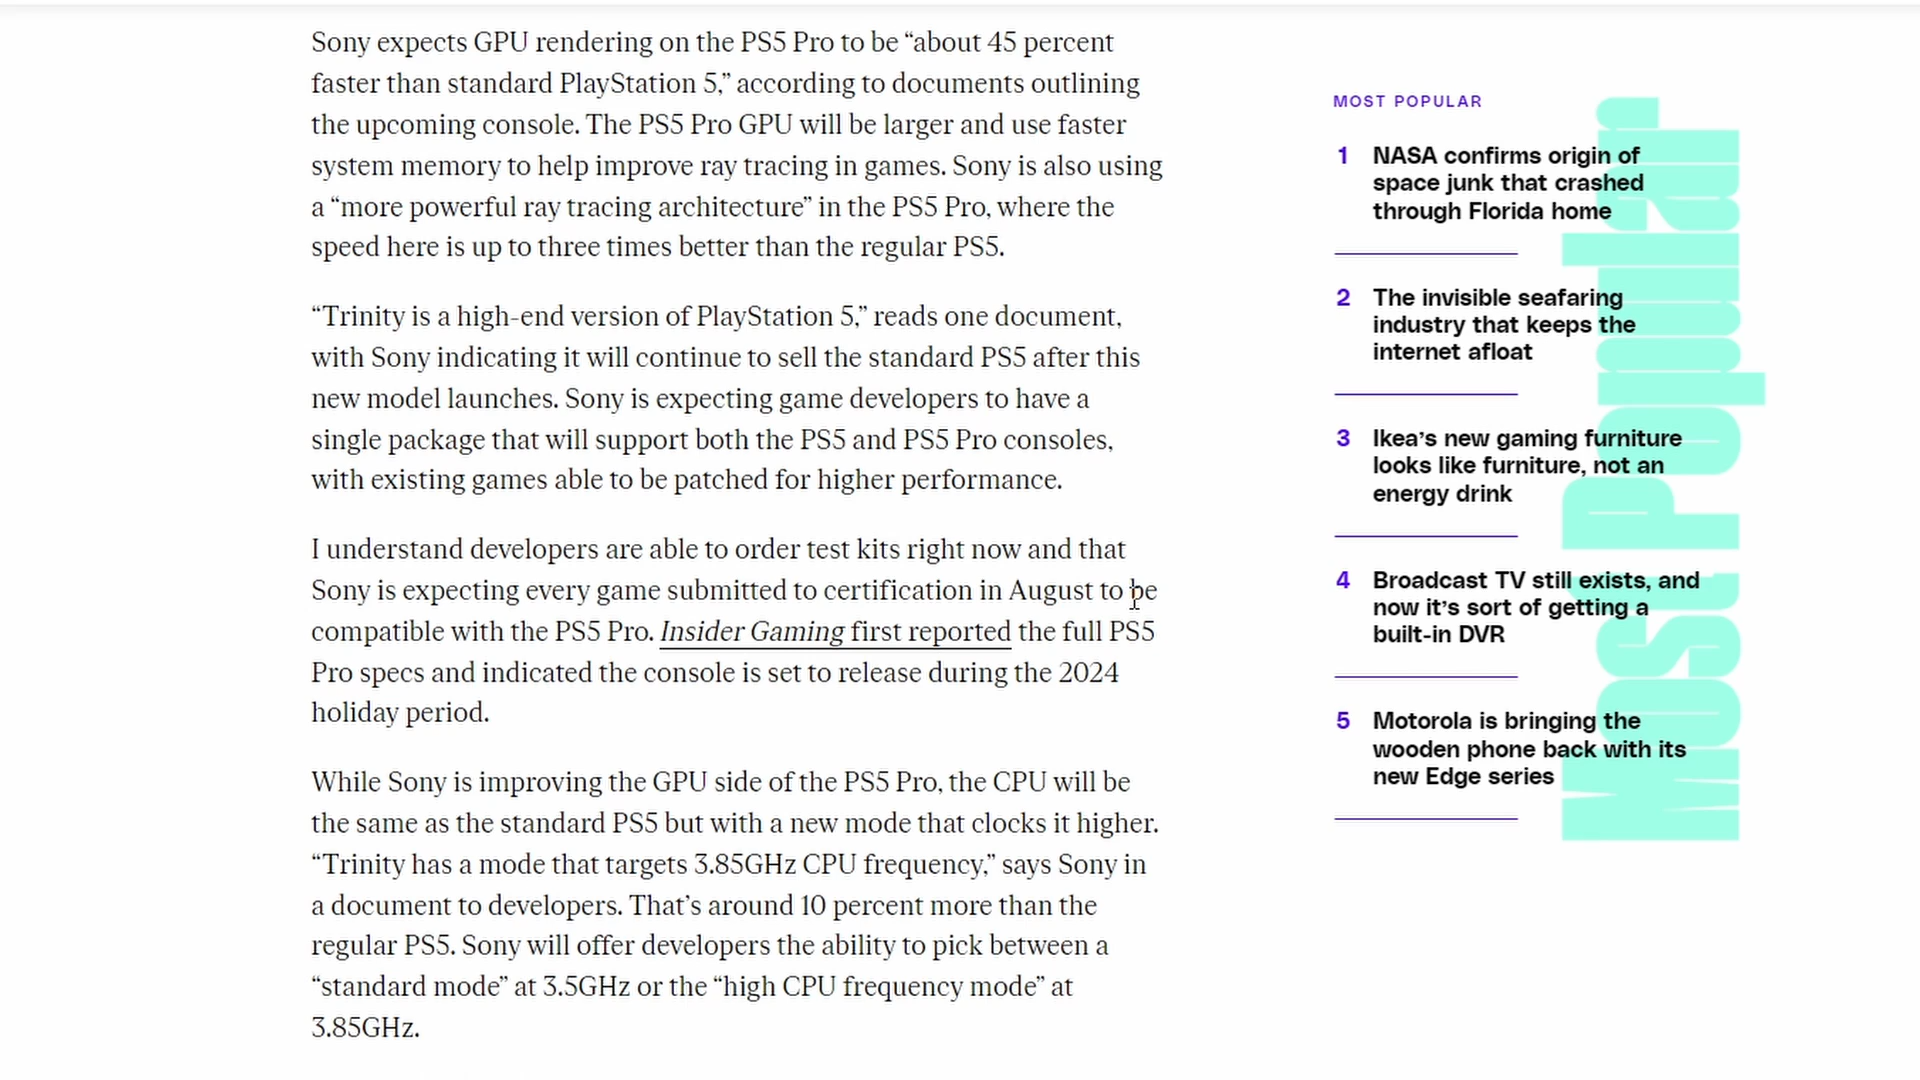 Sony expects GPU rendering on the PS5 Pro to be “about 45 percent
faster than standard PlayStation 5,” according to documents outlining
the upcoming console. The PS5 Pro GPU will be larger and use faster
system memory to help improve ray tracing in games. Sony is also using
a “more powerful ray tracing architecture” in the PS5 Pro, where the
speed here is up to three times better than the regular PS5.
“Trinity is a high-end version of PlayStation 5,” reads one document,
with Sony indicating it will continue to sell the standard PS5 after this
new model launches. Sony is expecting game developers to have a
single package that will support both the PS5 and PS5 Pro consoles,
with existing games able to be patched for higher performance.
I understand developers are able to order test kits right now and that
Sony is expecting every game submitted to certification in August to be
compatible with the PS5 Pro. Insider Gaming first reported the full PS5
Pro specs and indicated the console is set to release during the 2024
holiday period.
While Sony is improving the GPU side of the PS5 Pro, the CPU will be
the same as the standard PS5 but with a new mode that clocks it higher.
“Trinity has a mode that targets 3.85GHz CPU frequency,” says Sony in
a document to developers. That’s around 10 percent more than the
regular PS5. Sony will offer developers the ability to pick between a
“standard mode” at 3.5GHz or the “high CPU frequency mode” at
3.85GHz.
MOST POPULAR
1 NASA confirms origin of
space junk that crashed
through Florida home
2 The invisible seafaring
industry that keeps the
internet afloat
3 Ikea’s new gaming furniture
looks like furniture, not an
energy drink
4 Broadcast TV still exists, and
now it’s sort of getting a
built-in DVR
5 Motorola is bringing the
wooden phone back with its
new Edge series
Most Popular